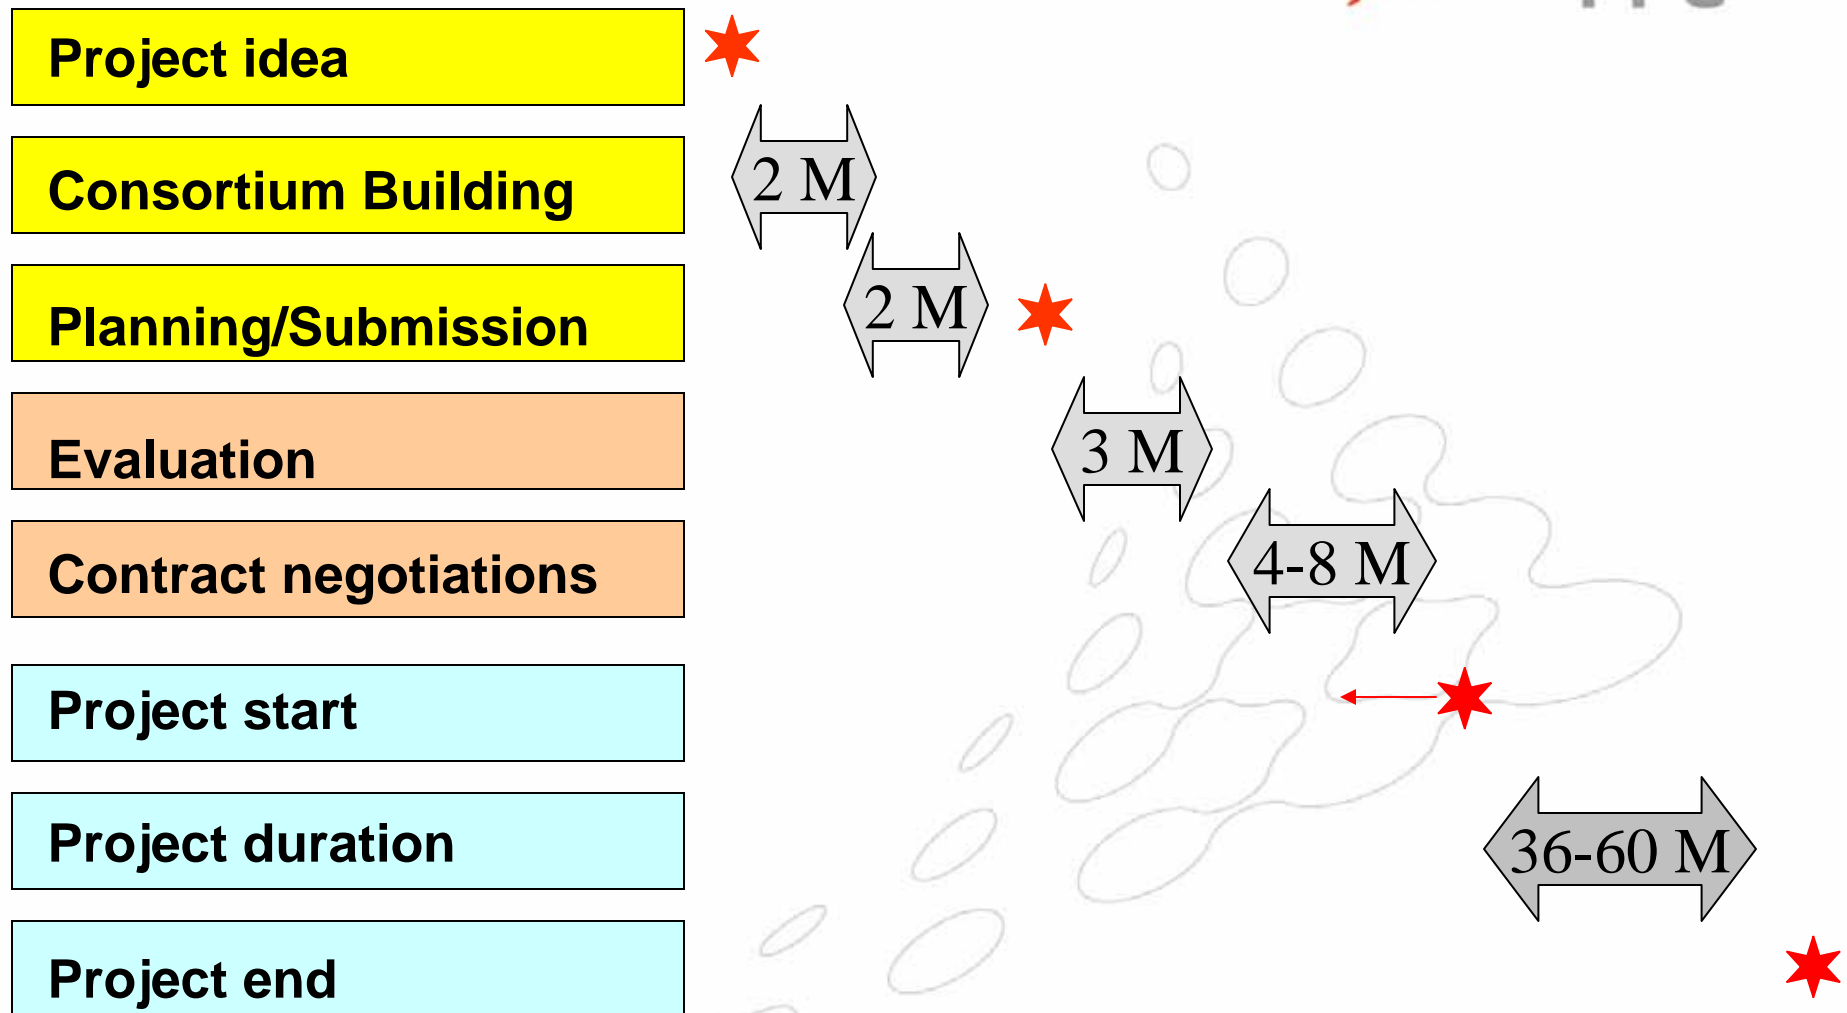 Project idea
Consortium Building
2 M
Planning/Submission
2 M
Evaluation
3 M
Contract negotiations
4-8 M
Project start
Project duration
36-60 M
Project end